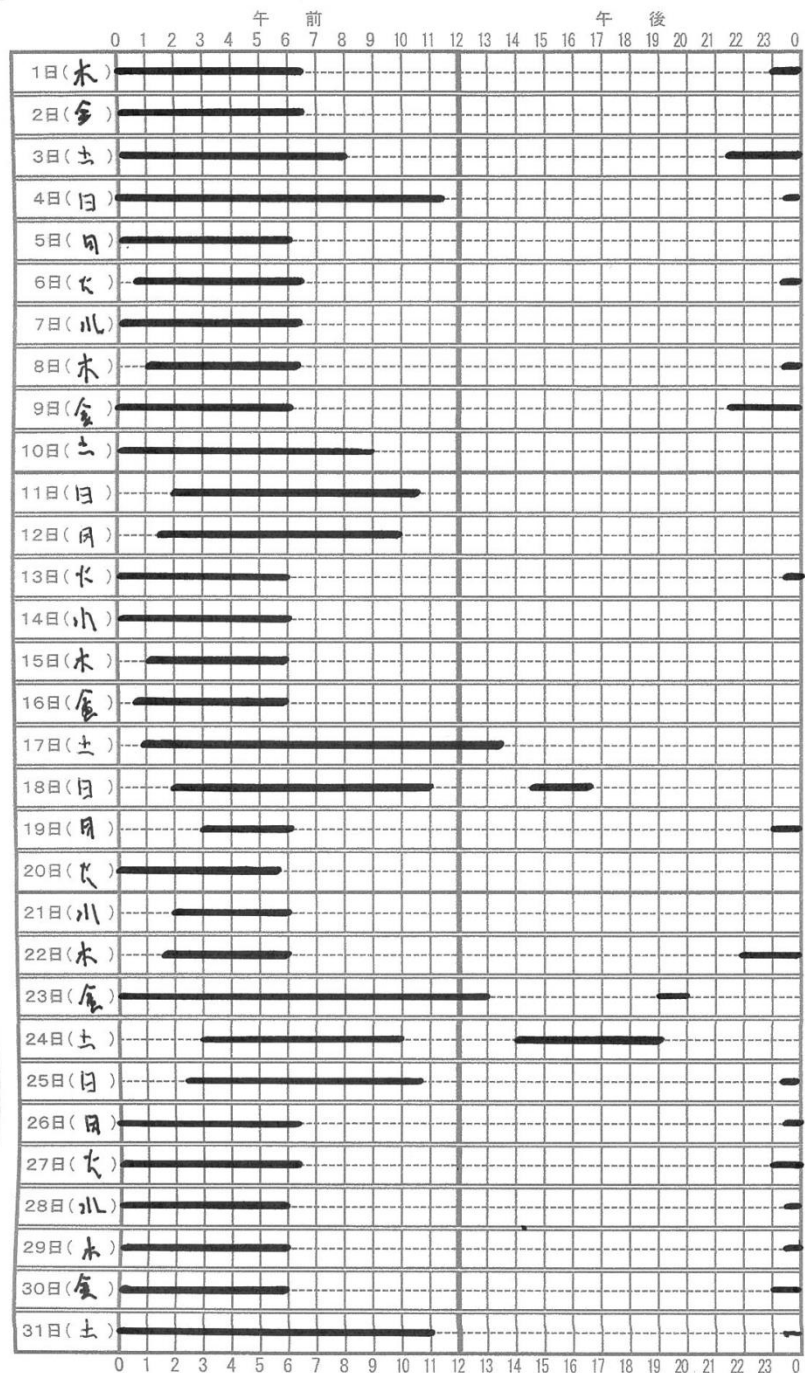 午 前 午 後
0 1 2 3 4 5 6 7 8 9 10 11 12 13 14 15 16 17 18 19 20 21 22 23 0
1日(木)
2日(金)
3日(土)
4日(日)
5日(月)
6日(火)
7日(水)
8日(木)
9日(金)
10日(土)
11日(日)
12日(月)
13日(火)
14日(水)
15日(木)
16日(金)
17日(土)
18日(日)
19日(月)
20日(火)
21日(水)
22日(木)
23日(金)
24日(土)
25日(日)
26日(月)
27日(火)
28日(水)
29日(木)
30日(金)
31日(土)
0 1 2 3 4 5 6 7 8 9 10 11 12 13 14 15 16 17 18 19 20 21 22 23 0